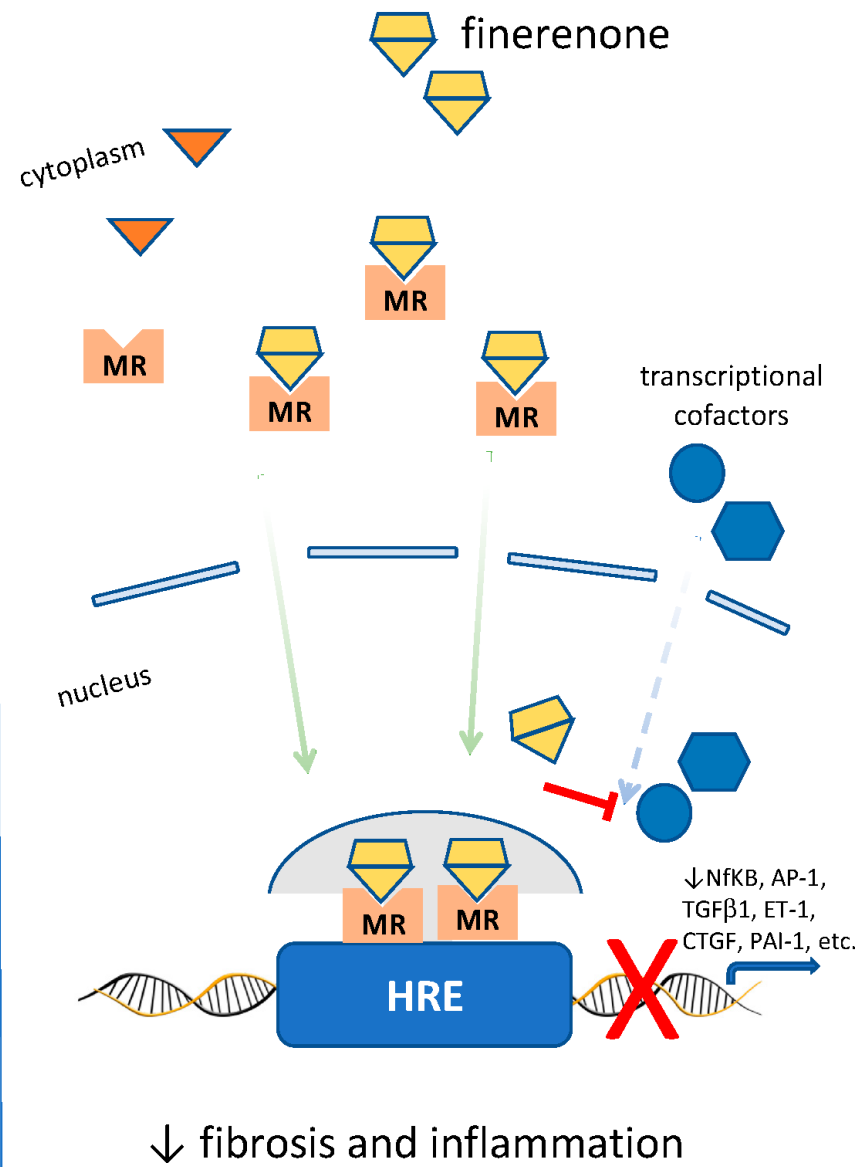 finerenone
cytoplasm
MR
MR
MR
MR
transcriptional
cofactors
nucleus
↓NfKB, AP-1,
TGFβ1, ET-1,
CTGF, PAI-1, etc.
MR
MR
HRE
↓ fibrosis and inflammation